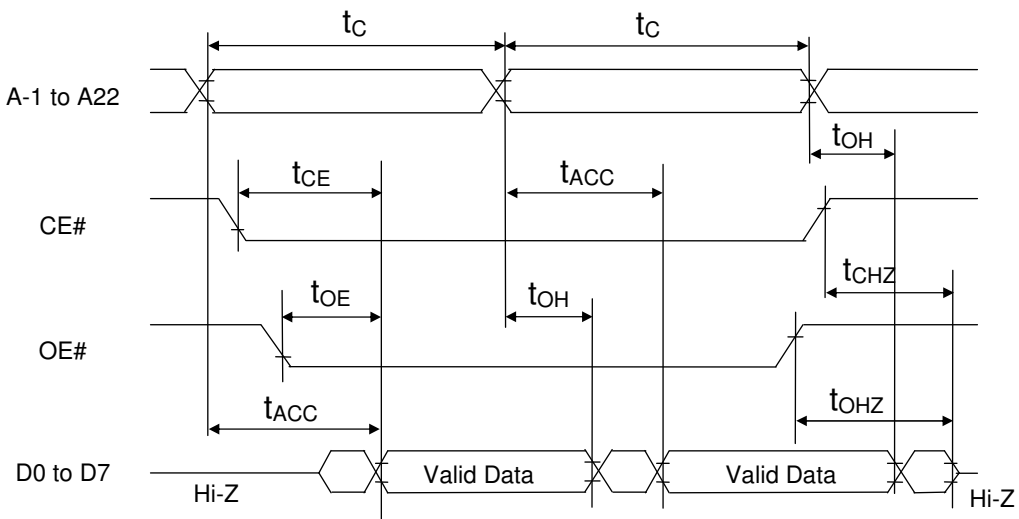 tC tC
A-1 to A22
tOH
tCE tACC
CE#
tCHZ
tOE tOH
OE#
tACC tOHZ
D0 to D7 Valid Data Valid Data
Hi-Z Hi-Z